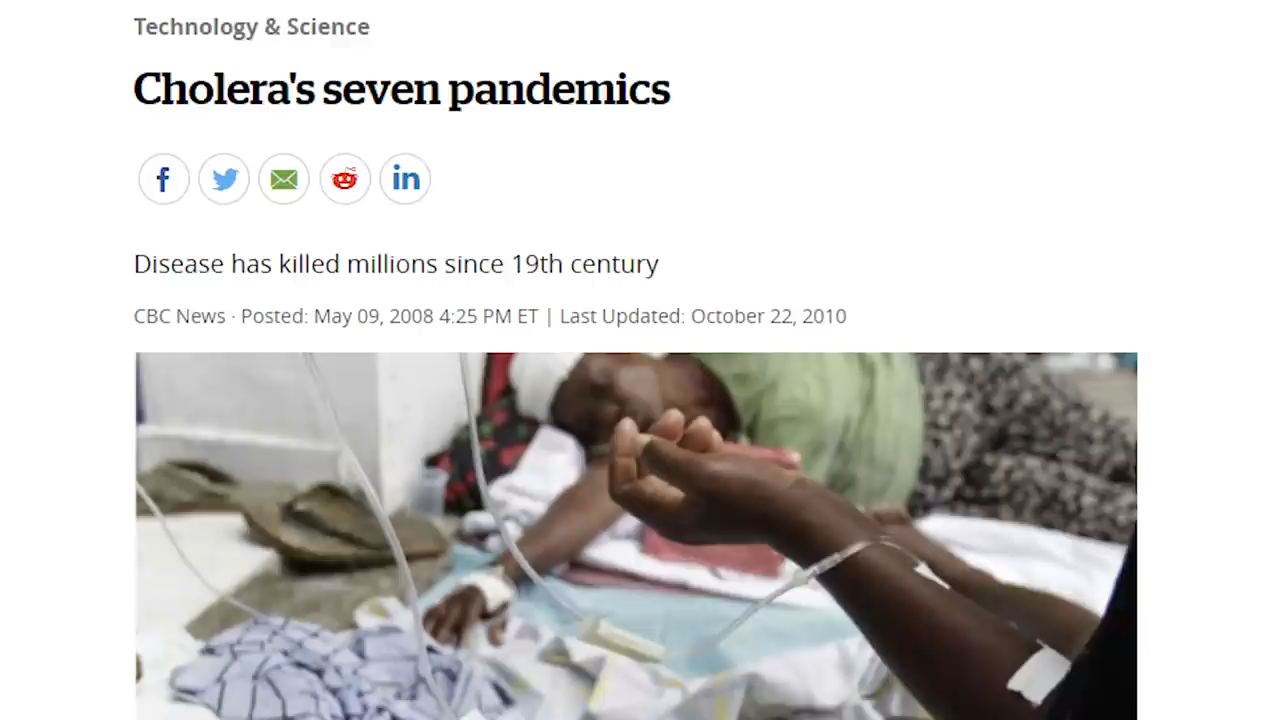 Technology & Science
Cholera's seven pandemics
f
in
Disease has killed millions since 19th century
CBC News · Posted: May 09, 2008 4:25 PM ET | Last Updated: October 22, 2010